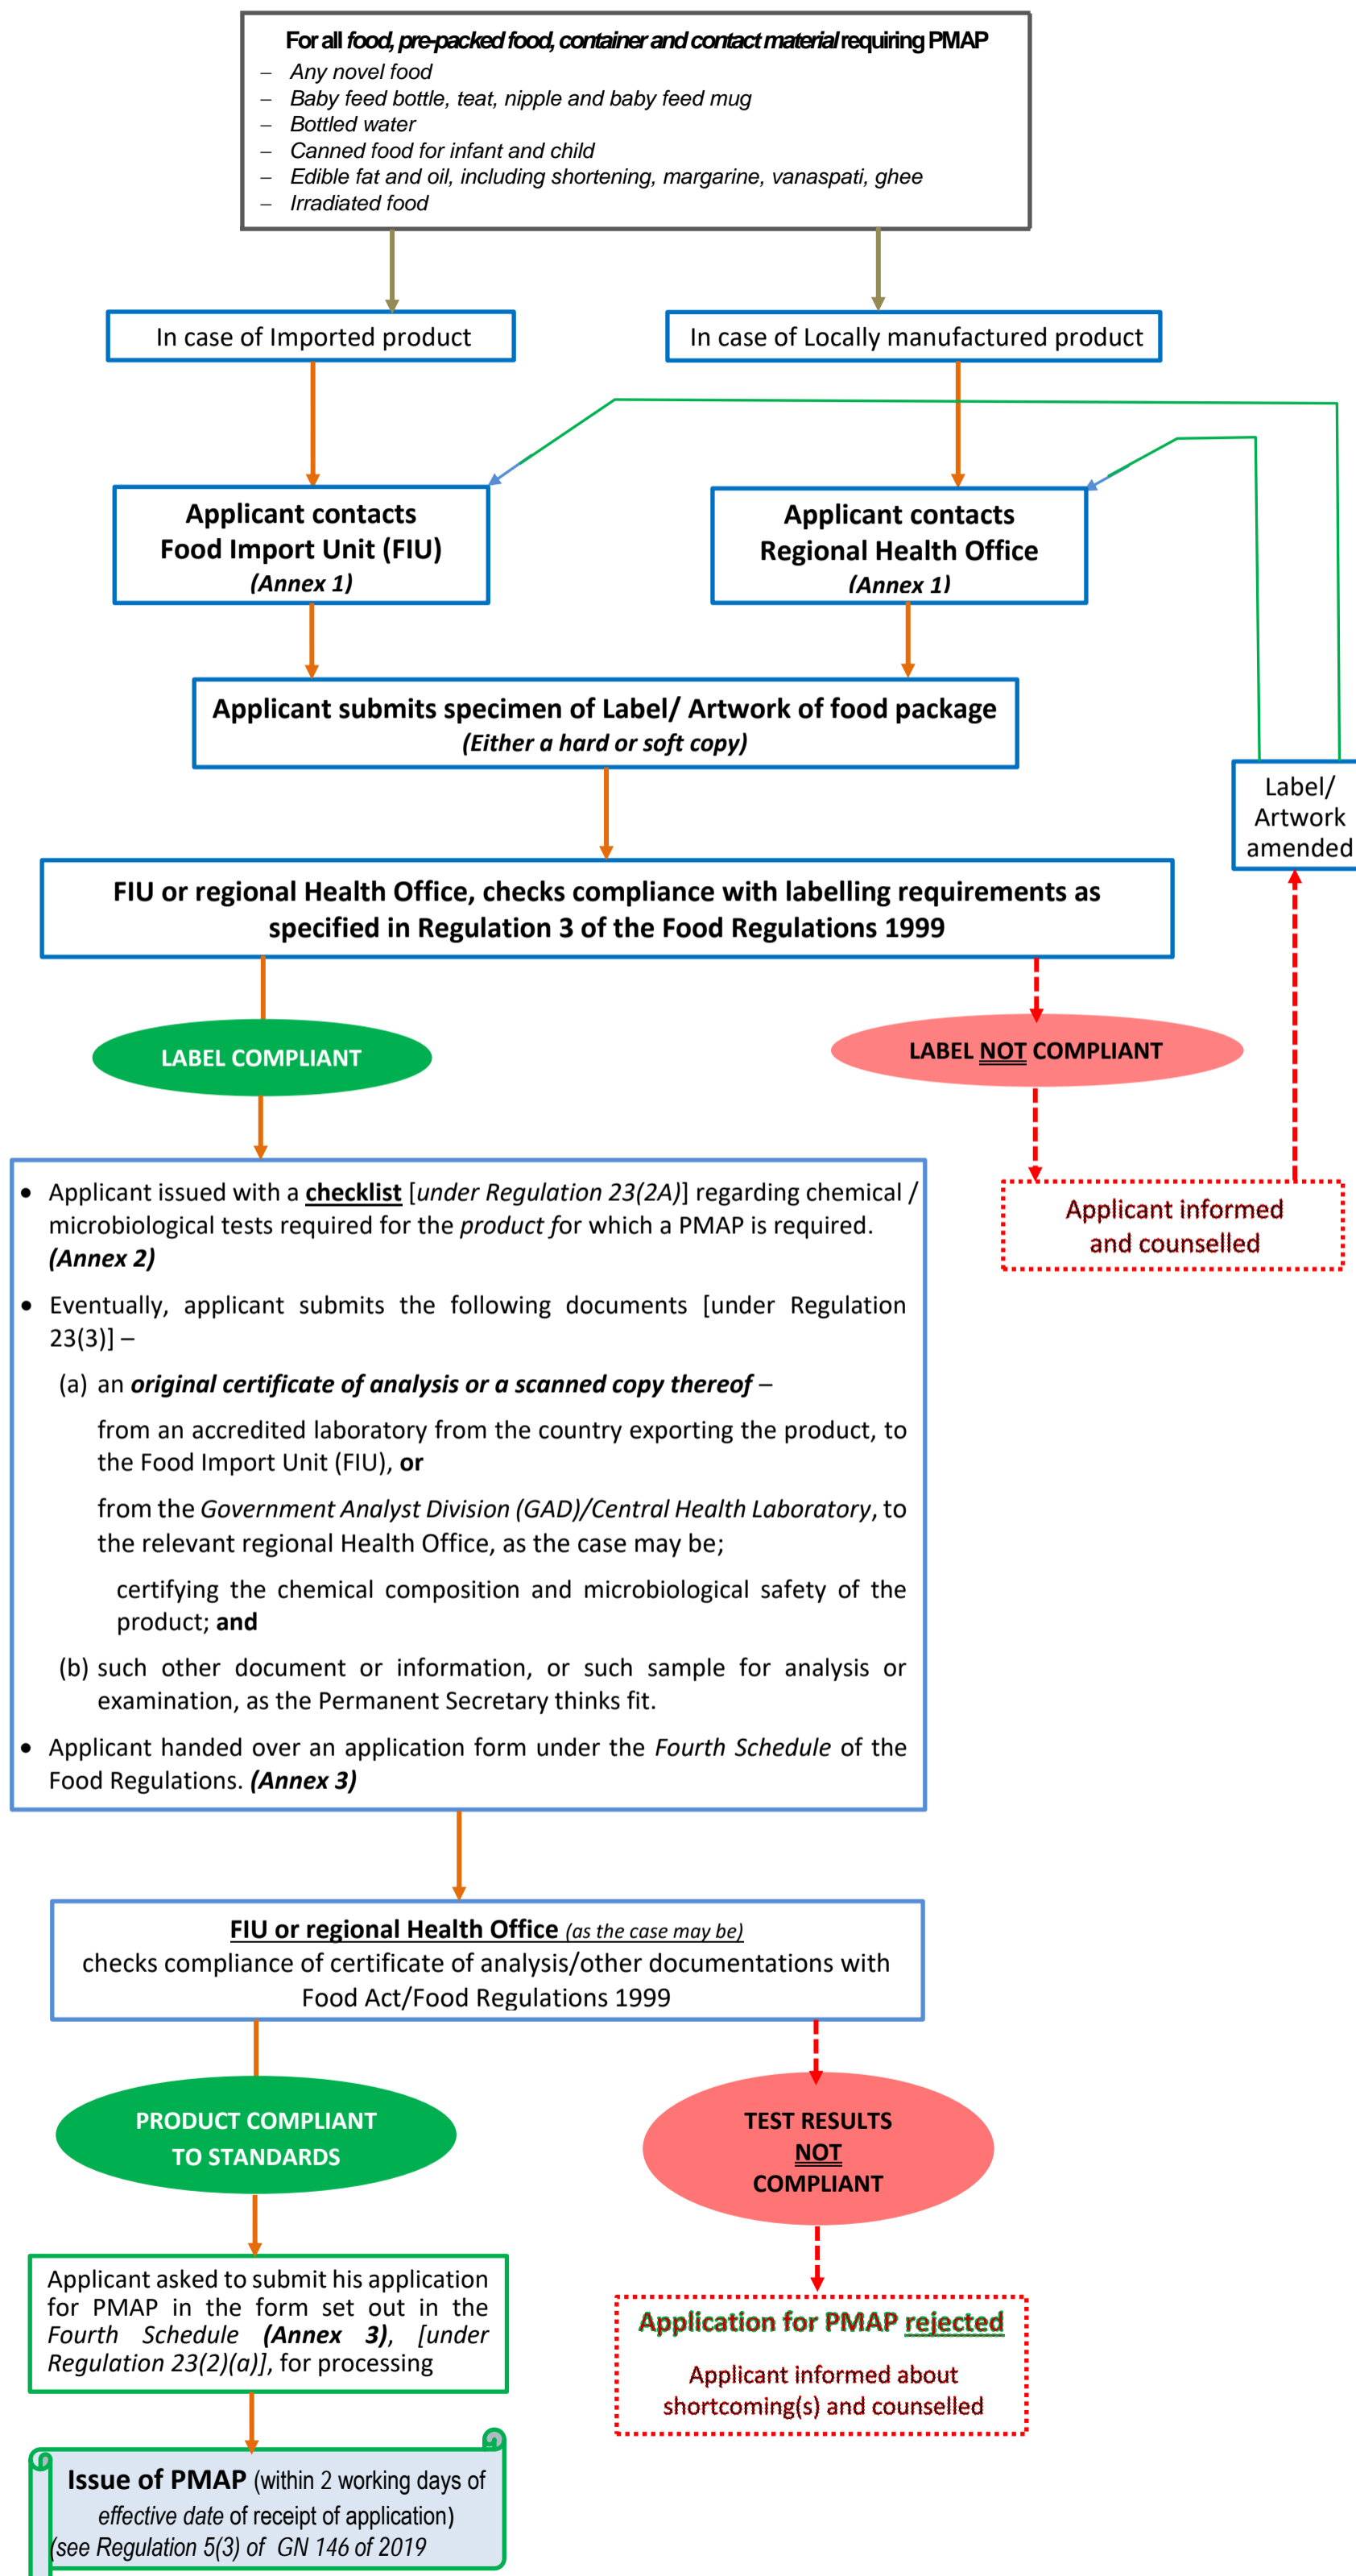 For all food, pre-packed food, container and contact material requiring PMAP
– Any novel food
– Baby feed bottle, teat, nipple and baby feed mug
– Bottled water
– Canned food for infant and child
– Edible fat and oil, including shortening, margarine, vanaspati, ghee
– Irradiated food
In case of Imported product
In case of Locally manufactured product
Applicant contacts
Food Import Unit (FIU)
(Annex 1)
Applicant contacts
Regional Health Office
(Annex 1)
Applicant submits specimen of Label/ Artwork of food package
(Either a hard or soft copy)
Label/
Artwork
amended
FIU or regional Health Office, checks compliance with labelling requirements as
specified in Regulation 3 of the Food Regulations 1999
LABEL COMPLIANT
LABEL NOT COMPLIANT
Applicant informed
and counselled
• Applicant issued with a checklist [under Regulation 23(2A)] regarding chemical /
microbiological tests required for the product for which a PMAP is required.
(Annex 2)
• Eventually, applicant submits the following documents [under Regulation
23(3)] –
(a) an original certificate of analysis or a scanned copy thereof –
from an accredited laboratory from the country exporting the product, to
the Food Import Unit (FIU), or
from the Government Analyst Division (GAD)/Central Health Laboratory, to
the relevant regional Health Office, as the case may be;
certifying the chemical composition and microbiological safety of the
product; and
(b) such other document or information, or such sample for analysis or
examination, as the Permanent Secretary thinks fit.
• Applicant handed over an application form under the Fourth Schedule of the
Food Regulations. (Annex 3)
FIU or regional Health Office (as the case may be)
checks compliance of certificate of analysis/other documentations with
Food Act/Food Regulations 1999
PRODUCT COMPLIANT
TO STANDARDS
TEST RESULTS
NOT
COMPLIANT
Applicant asked to submit his application
for PMAP in the form set out in the
Fourth Schedule (Annex 3), [under
Regulation 23(2)(a)], for processing
Application for PMAP rejected
Applicant informed about
shortcoming(s) and counselled
Issue of PMAP (within 2 working days of
effective date of receipt of application)
(see Regulation 5(3) of GN 146 of 2019